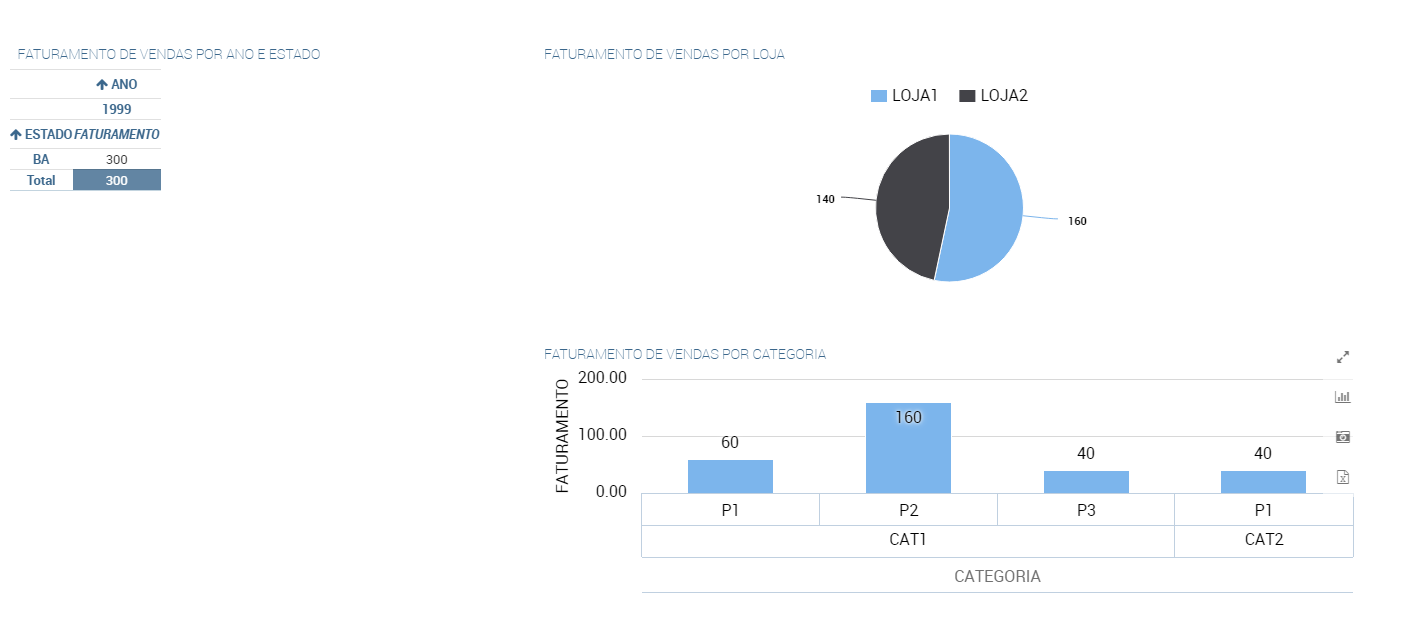 FATURAMENTO DE VENDAS POR ANO E ESTADO
ANO
1999
ESTADO FATURAMENTO
BA 300
Total 300
FATURAMENTO DE VENDAS POR LOJA
LOJA1 LOJA2
140
160
FATURAMENTO DE VENDAS POR CATEGORIA
FATURAMENTO
200.00
100.00
0.00
60 160 40 40
P1 P2 P3 P1
CAT1 CAT2
CATEGORIA